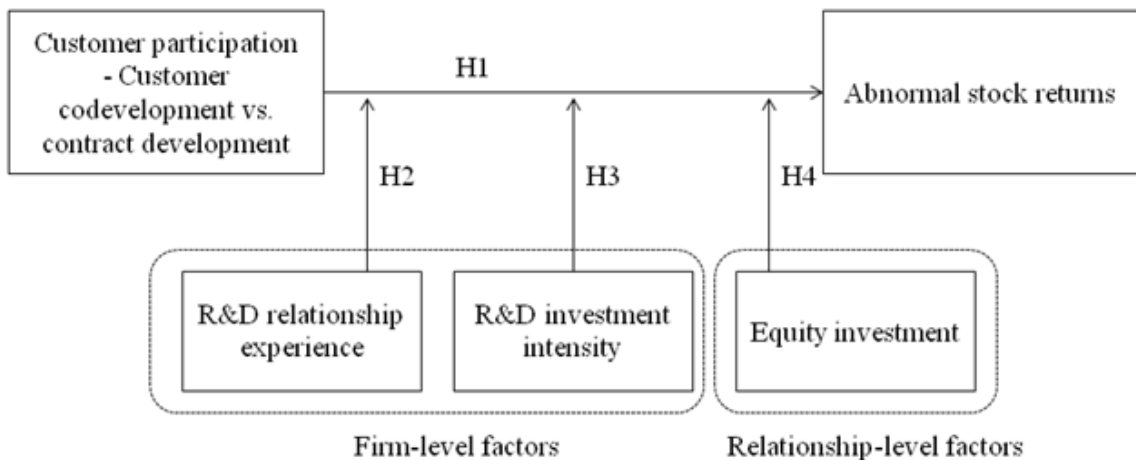 Customer participation
- Customer
codevelopment vs.
contract development
H1
Abnormal stock returns
H2
H3
H4
R&D relationship
experience
R&D investment
intensity
Equity investment
Firm-level factors
Relationship-level factors